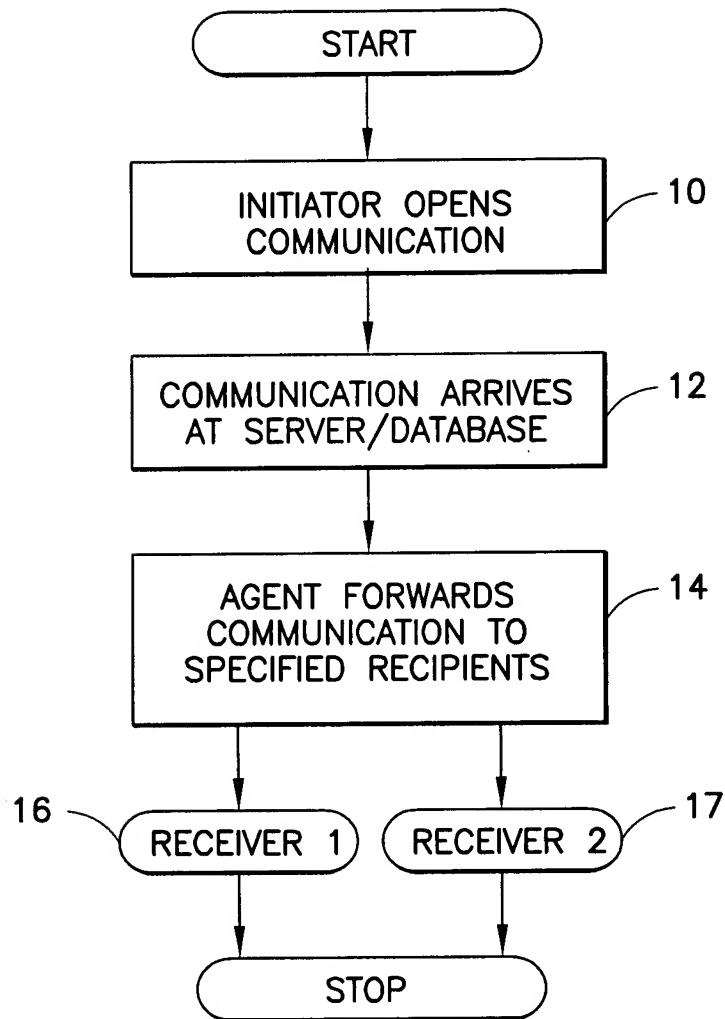 START
INITIATOR OPENS
COMMUNICATION
10
COMMUNICATION ARRIVES
AT SERVER/DATABASE
12
AGENT FORWARDS
COMMUNICATION TO
SPECIFIED RECIPIENTS
14
16
RECEIVER 1
RECEIVER 2
17
STOP